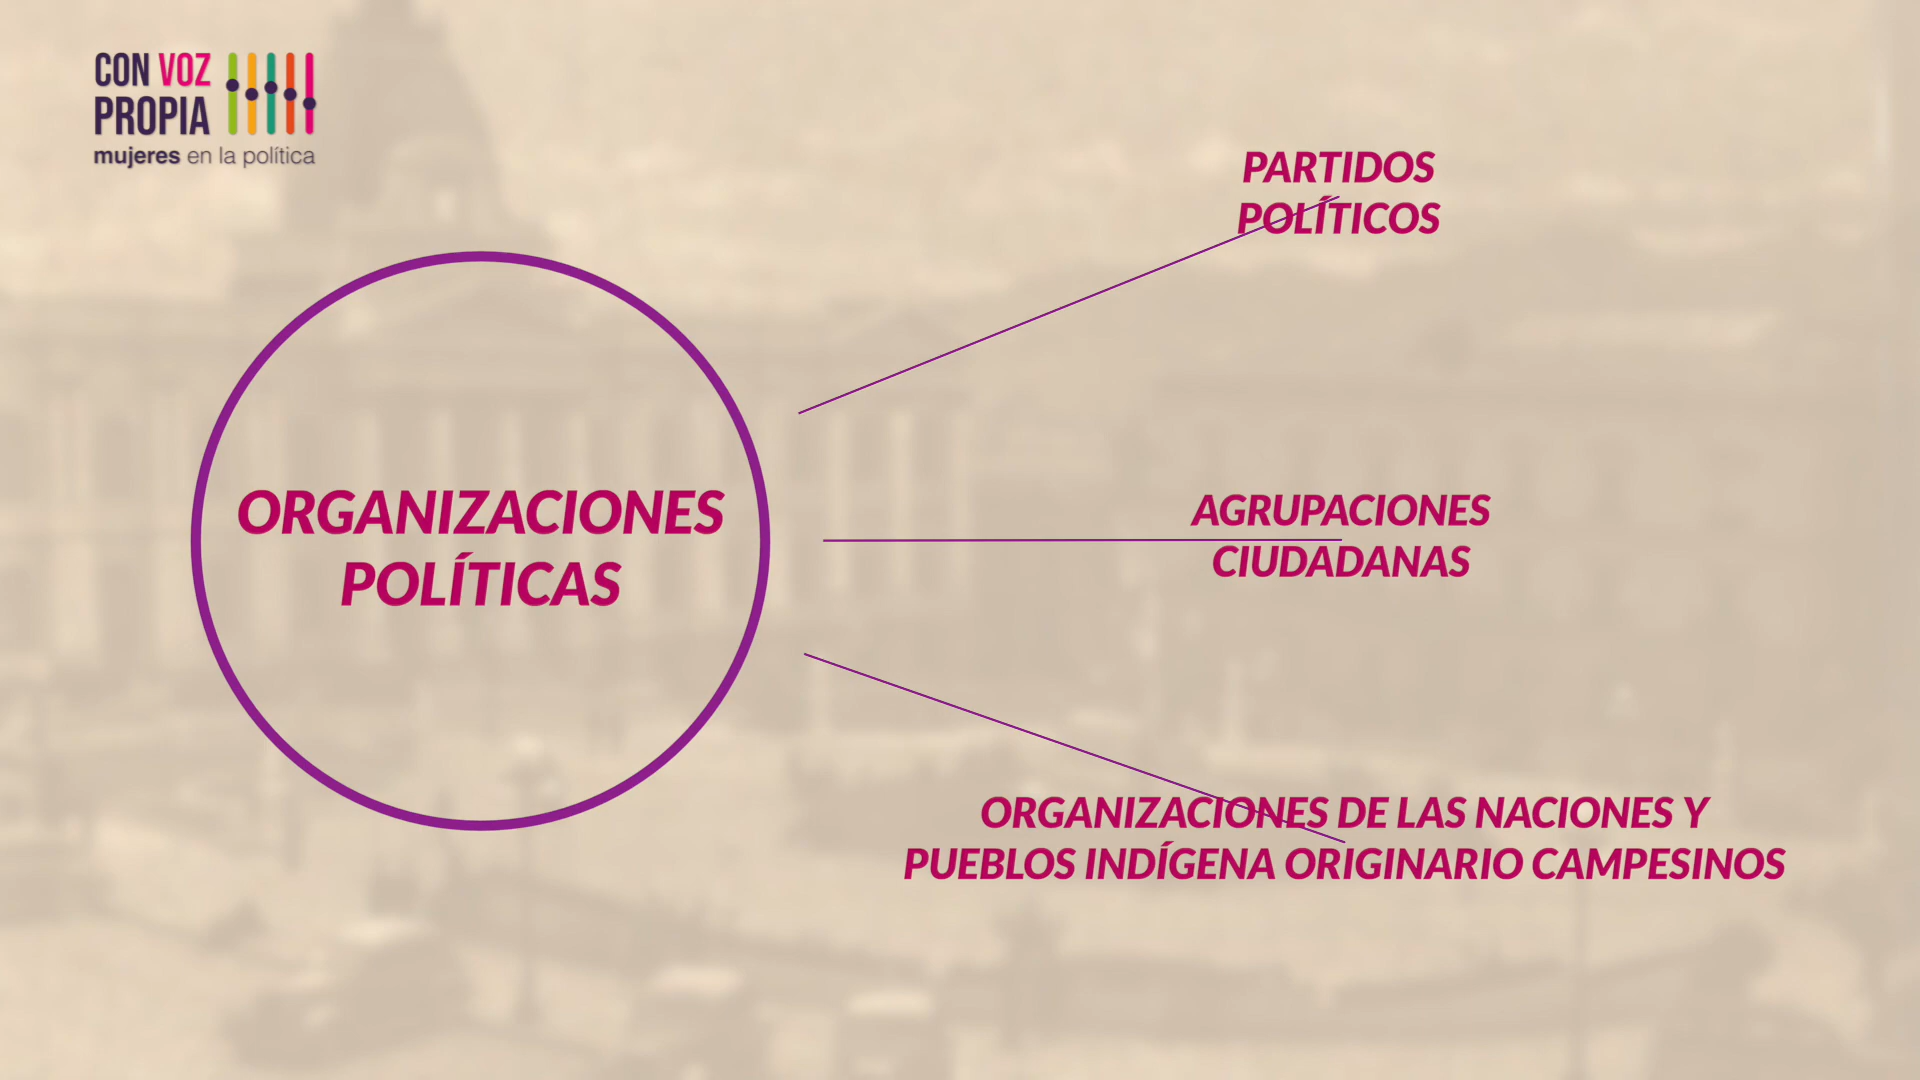 CON VOZ
PROPIA
mujeres en la política
ORGANIZACIONES
POLÍTICAS
PARTIDOS
POLÍTICOS
AGRUPACIONES
CIUDADANAS
ORGANIZACIONES DE LAS NACIONES Y
PUEBLOS INDÍGENA ORIGINARIO CAMPESINOS